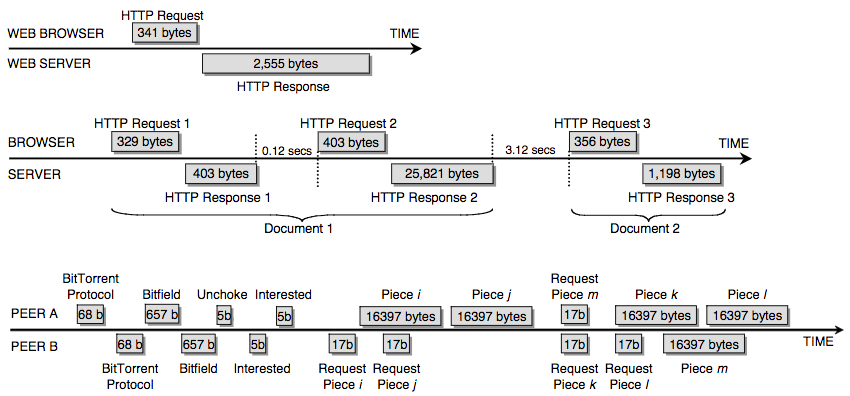 HTTP Request
WEB BROWSER 341 bytes TIME
WEB SERVER 2,555 bytes
HTTP Response
HTTP Request 1 HTTP Request 2 HTTP Request 3
BROWSER 329 bytes 0.12 secs 403 bytes 3.12 secs 356 bytes TIME
SERVER 403 bytes 25,821 bytes 1,198 bytes
HTTP Response 1 HTTP Response 2 HTTP Response 3
Document 1 Document 2
BitTorrent Request
Protocol Bitfield Unchoke Interested Piece i Piece j Piece m Piece k Piece l
PEER A 68 b 657 b 5b 5b 16397 bytes 16397 bytes 17b 16397 bytes 16397 bytes
TIME
PEER B 68 b 657 b 5b 17b 17b 17b 17b 16397 bytes
BitTorrent Bitfield Interested Request Request Request Request Piece m
Protocol Piece i Piece j Piece k Piece l